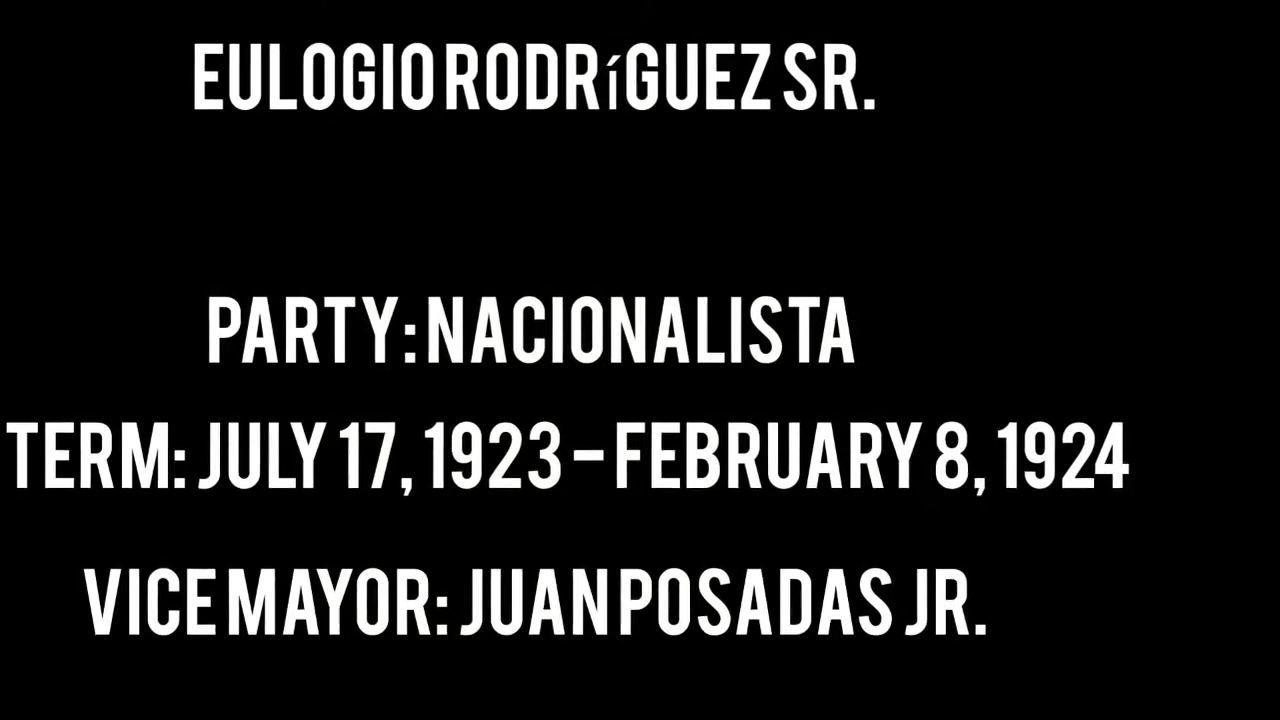 EULOGIO RODRíGUEZ SR.
PARTY: NACIONALISTA
TERM: JULY 17, 1923 – FEBRUARY 8, 1924
VICE MAYOR: JUAN POSADAS JR.